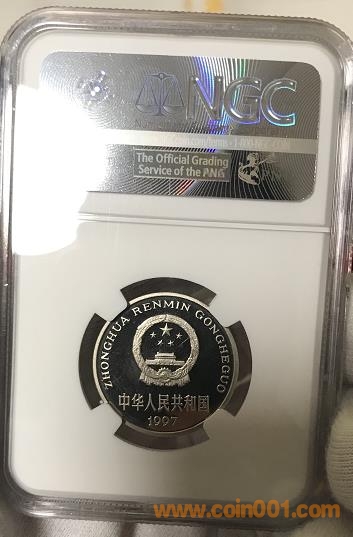 NGC
The Official Grading
Service of the PNG
ZHONGHUA RENMIN GONGHEGUO
中华人民共和国
1997
www.coin001.com